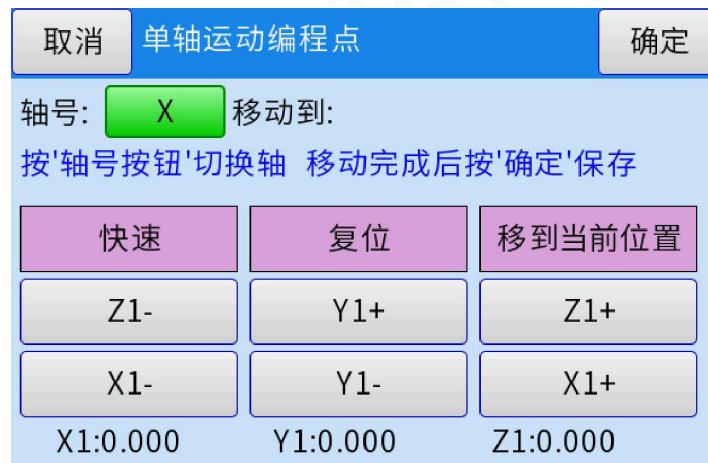 取消 单轴运动编程点 确定
轴号: X 移动到:
按'轴号按钮'切换轴 移动完成后按'确定'保存
快速 复位 移到当前位置
Z1- Y1+ Z1+
X1- Y1- X1+
X1:0.000 Y1:0.000 Z1:0.000